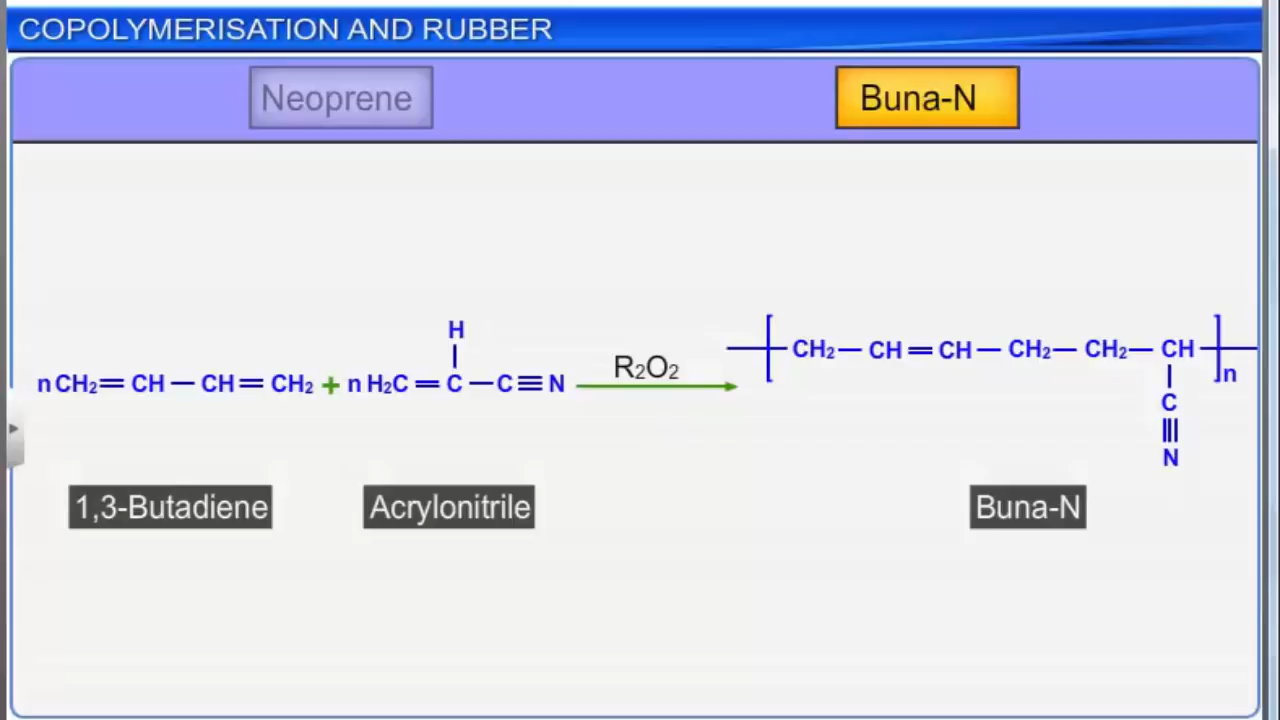 COPOLYMERISATION AND RUBBER
Neoprene Buna-N
H
nCH₂=CH—CH=CH₂ + nH₂C=C—C≡N R₂O₂ [CH₂—CH=CH—CH₂—CH₂—CH]n
C
≡
N
1,3-Butadiene Acrylonitrile Buna-N